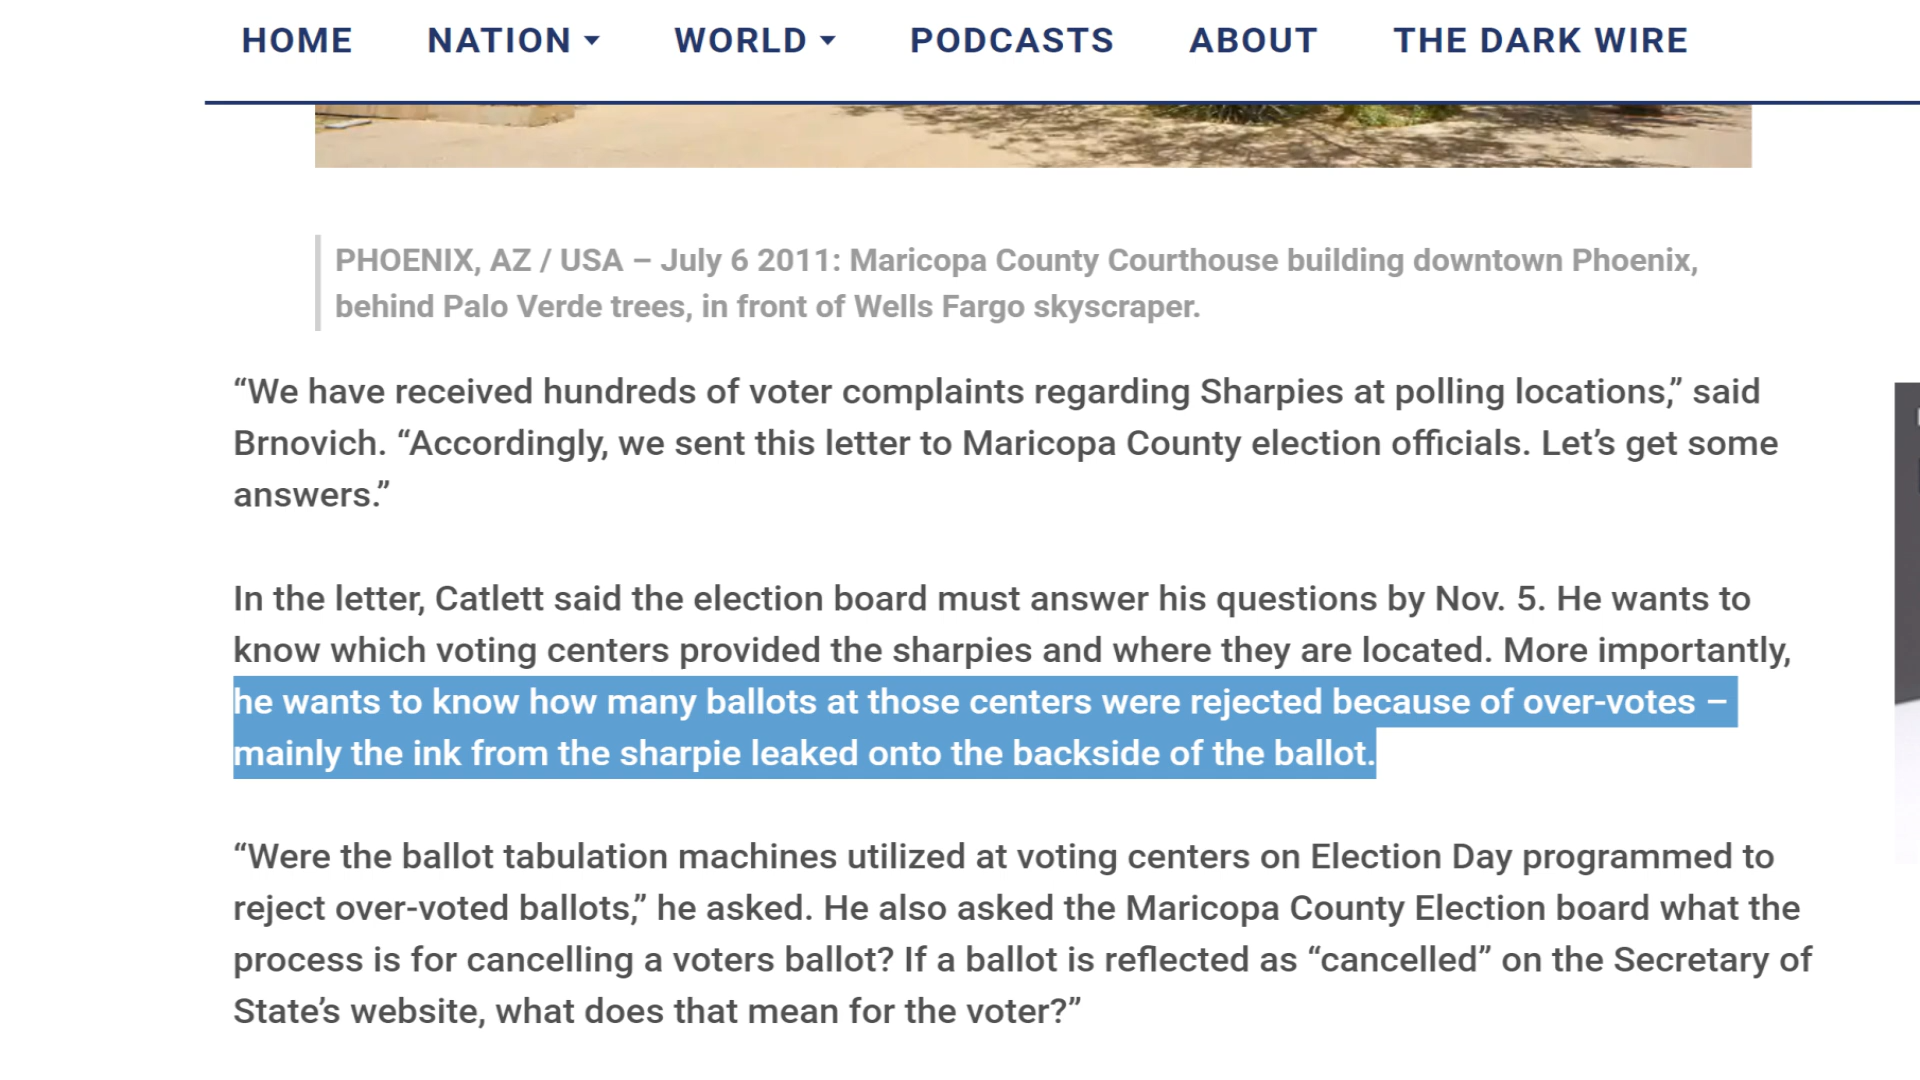 HOME NATION WORLD PODCASTS ABOUT THE DARK WIRE
PHOENIX, AZ / USA – July 6 2011: Maricopa County Courthouse building downtown Phoenix,
behind Palo Verde trees, in front of Wells Fargo skyscraper.
“We have received hundreds of voter complaints regarding Sharpies at polling locations,” said
Brnovich. “Accordingly, we sent this letter to Maricopa County election officials. Let’s get some
answers.”
In the letter, Catlett said the election board must answer his questions by Nov. 5. He wants to
know which voting centers provided the sharpies and where they are located. More importantly,
he wants to know how many ballots at those centers were rejected because of over-votes –
mainly the ink from the sharpie leaked onto the backside of the ballot.
“Were the ballot tabulation machines utilized at voting centers on Election Day programmed to
reject over-voted ballots,” he asked. He also asked the Maricopa County Election board what the
process is for cancelling a voters ballot? If a ballot is reflected as “cancelled” on the Secretary of
State’s website, what does that mean for the voter?”